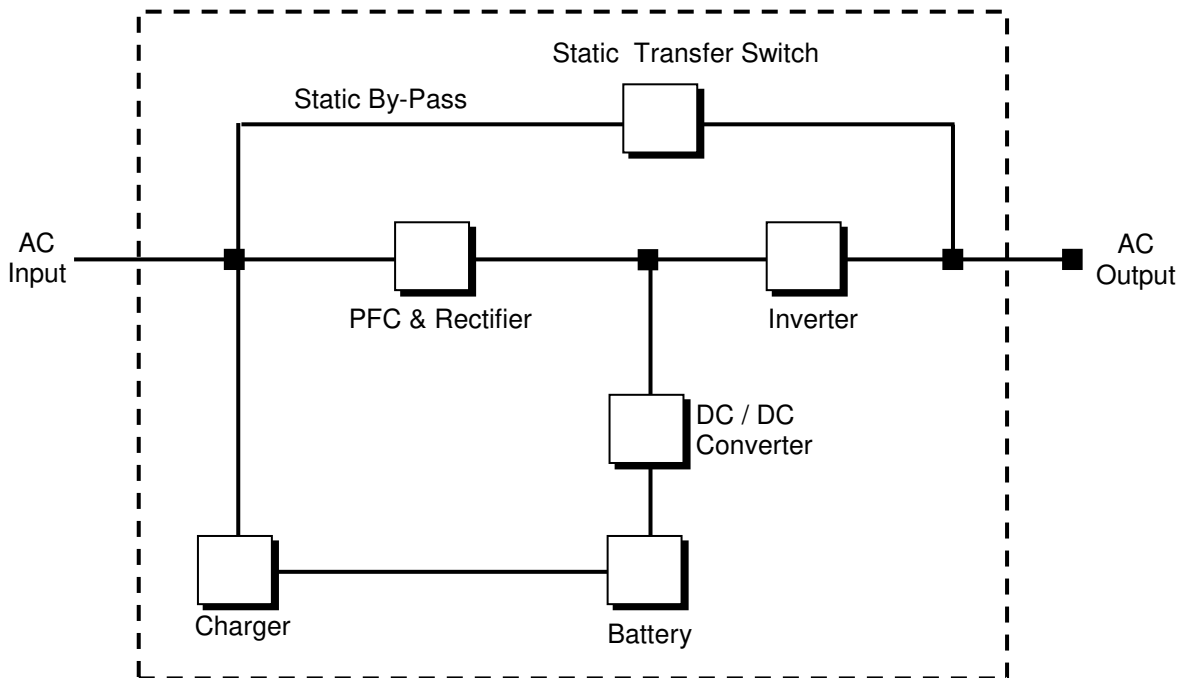 Static Transfer Switch
Static By-Pass
AC
Input
AC
Output
PFC & Rectifier
Inverter
DC / DC
Converter
Charger
Battery